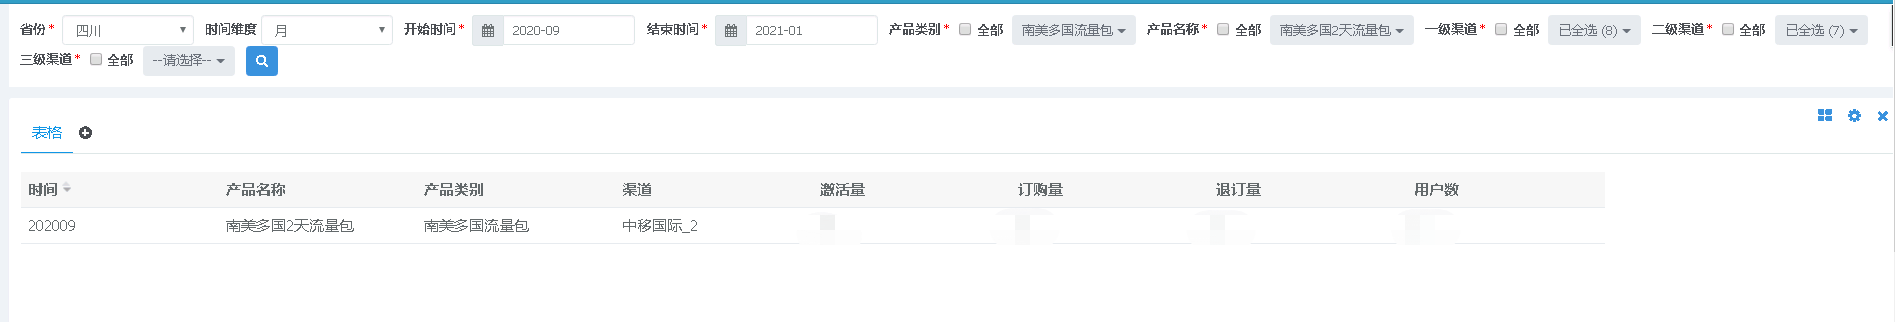 省份* 四川 时间维度 月 开始时间* 2020-09 结束时间* 2021-01 产品类别* 全部 南美多国流量包 产品名称* 全部 南美多国2天流量包 一级渠道* 全部 已全选 (8) 二级渠道* 全部 已全选 (7)
三级渠道* 全部 --请选择--
表格
时间 产品名称 产品类别 渠道 激活量 订购量 退订量 用户数
202009 南美多国2天流量包 南美多国流量包 中移国际_2